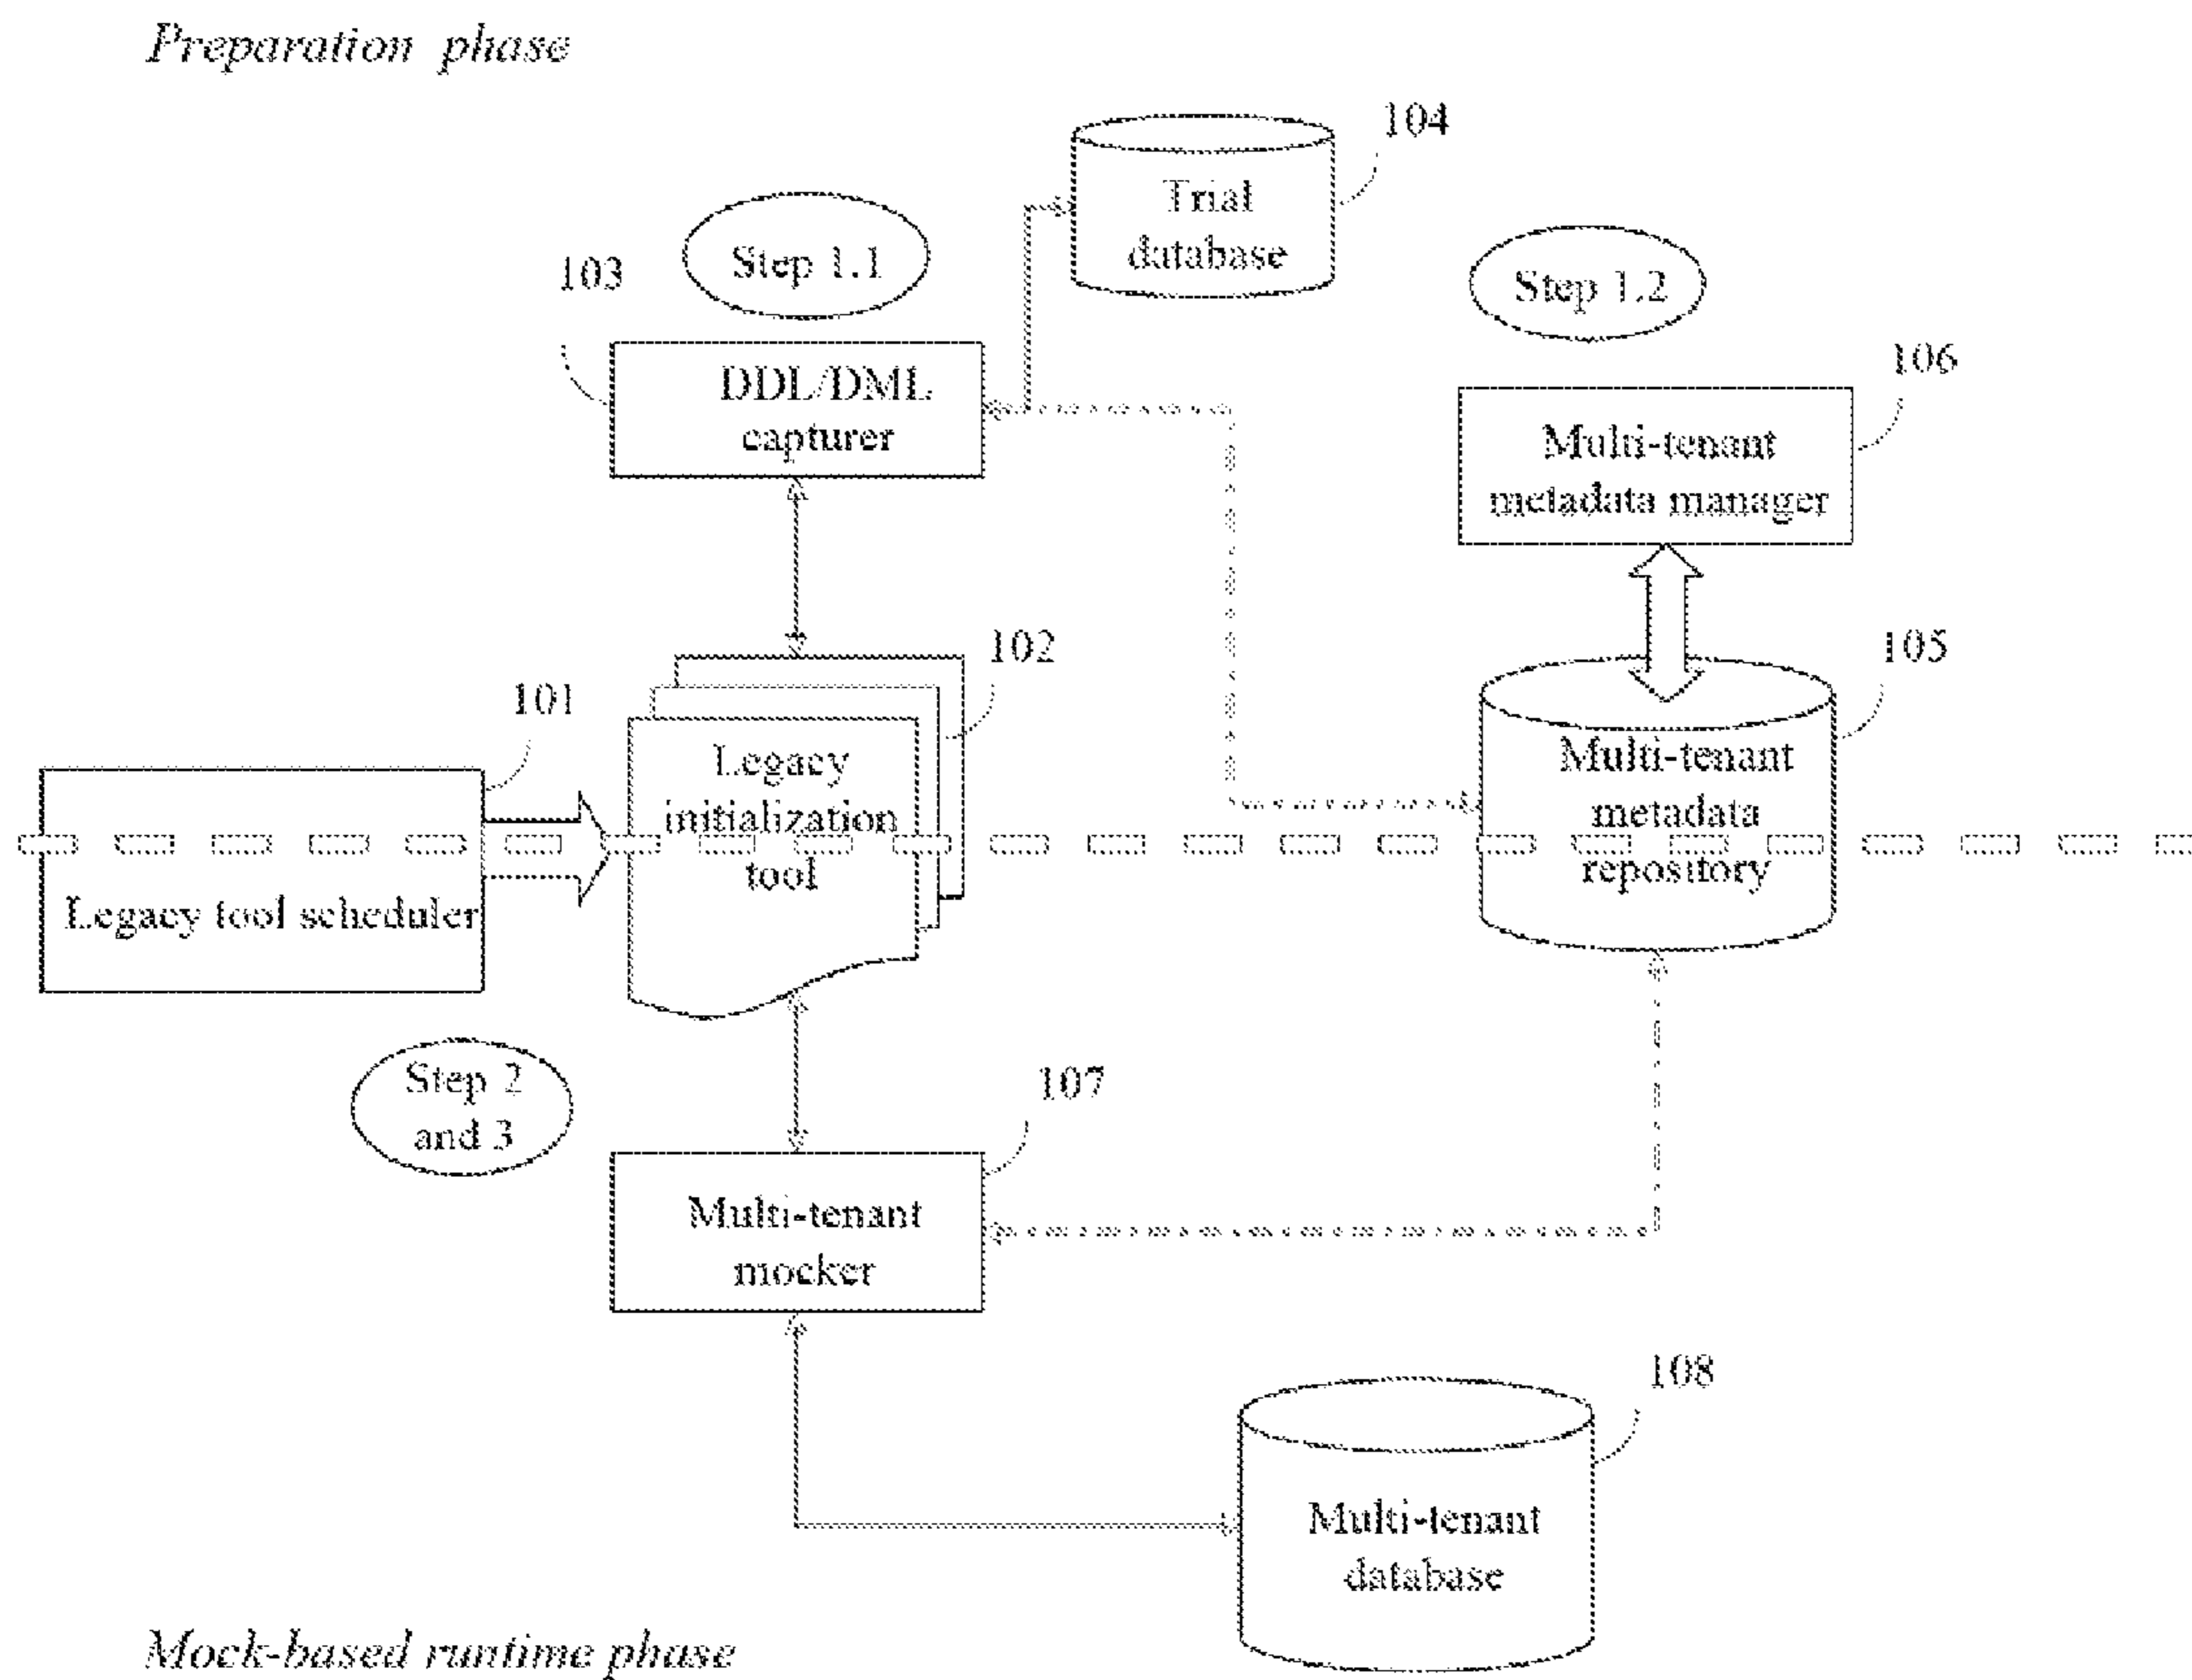 Preparation phase
104
Trial
database
Step 1.1
103
Step 1.2
DDL/DML
capturer
106
Multi-tenant
metadata manager
102
105
101
Legacy
initialization
tool
Multi-tenant
metadata
repository
Legacy tool scheduler
Step 2
and 3
107
Multi-tenant
mocker
108
Multi-tenant
database
Mock-based runtime phase